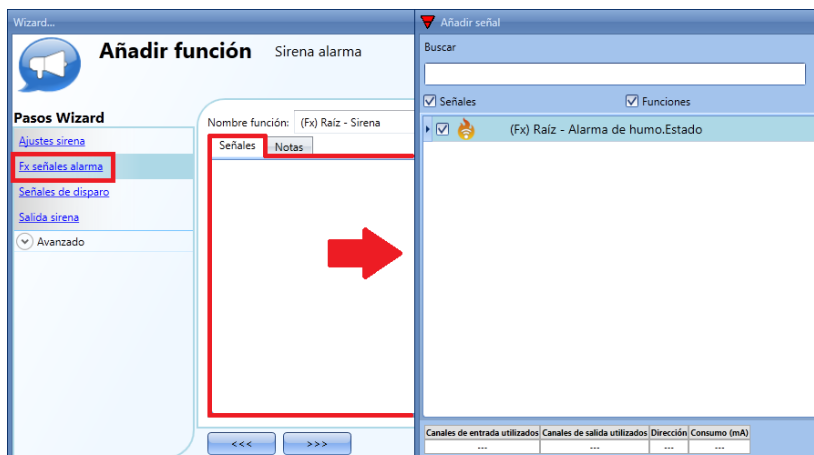 Wizard...
Añadir función Sirena alarma
Pasos Wizard
Ajustes sirena
Fx señales alarma
Señales de disparo
Salida sirena
Avanzado
Nombre función: (Fx) Raíz - Sirena
Señales Notas
<<< >>>
Añadir señal
Buscar
Señales Funciones
(Fx) Raíz - Alarma de humo.Estado
Canales de entrada utilizados Canales de salida utilizados Dirección Consumo (mA)
--- --- --- ---